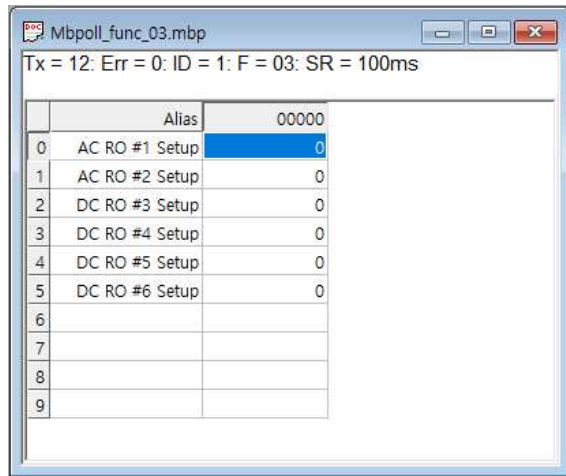 DOC
Mbpoll_func_03.mbp
Tx = 12: Err = 0: ID = 1: F = 03: SR = 100ms
Alias 00000
0 AC RO #1 Setup 0
1 AC RO #2 Setup 0
2 DC RO #3 Setup 0
3 DC RO #4 Setup 0
4 DC RO #5 Setup 0
5 DC RO #6 Setup 0
6
7
8
9